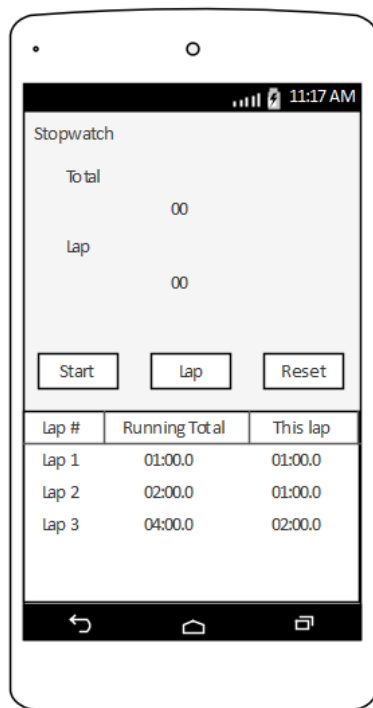 11:17 AM
Stopwatch
Total
00
Lap
00
Start Lap Reset
Lap # Running Total This lap
Lap 1 01:00.0 01:00.0
Lap 2 02:00.0 01:00.0
Lap 3 04:00.0 02:00.0